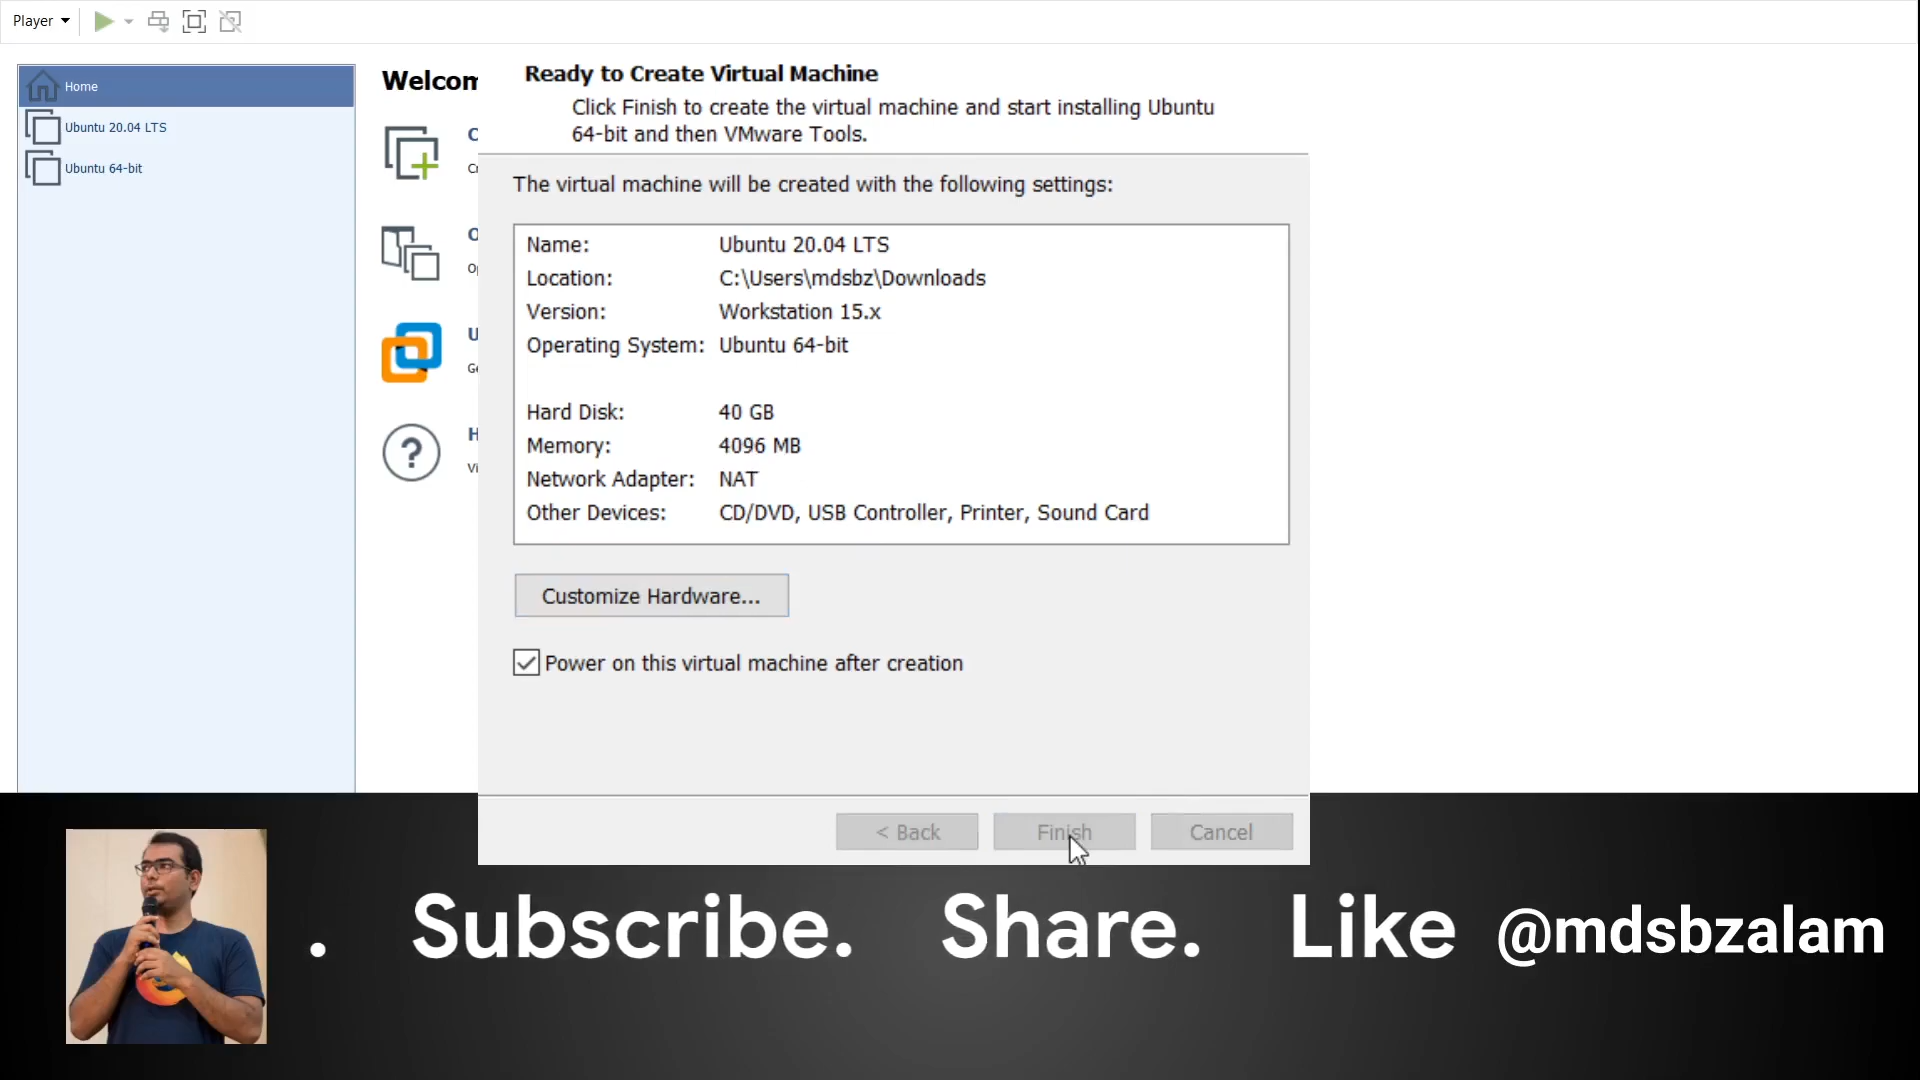 Player
Home
Ubuntu 20.04 LTS
Ubuntu 64-bit
Ready to Create Virtual Machine
Click Finish to create the virtual machine and start installing Ubuntu
64-bit and then VMware Tools.
The virtual machine will be created with the following settings:
Name: Ubuntu 20.04 LTS
Location: C:\Users\mdsbz\Downloads
Version: Workstation 15.x
Operating System: Ubuntu 64-bit
Hard Disk: 40 GB
Memory: 4096 MB
Network Adapter: NAT
Other Devices: CD/DVD, USB Controller, Printer, Sound Card
Customize Hardware...
Power on this virtual machine after creation
< Back Finish Cancel
. Subscribe. Share. Like @mdsbzalam